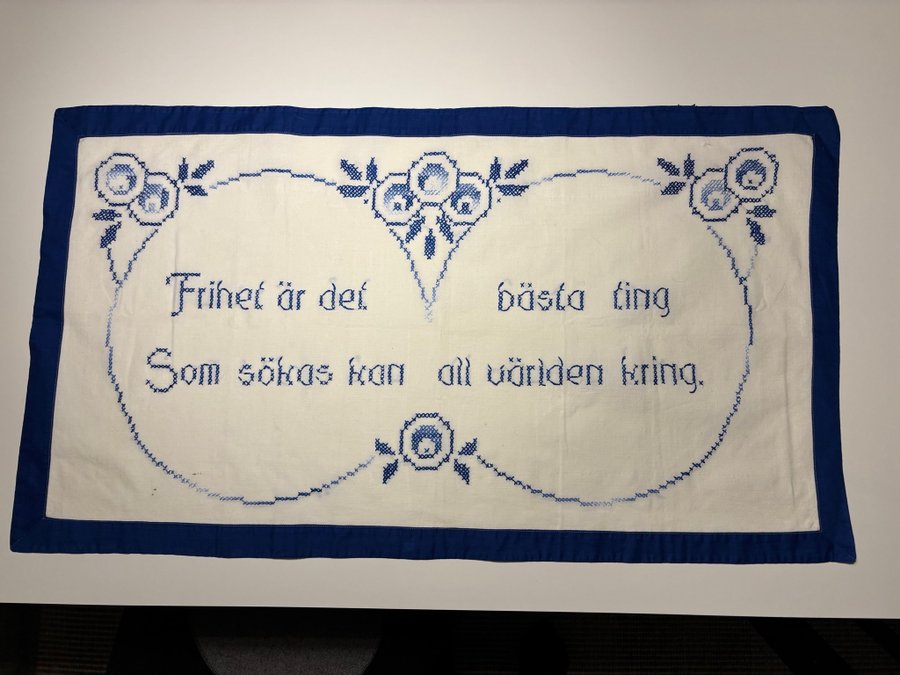 Frihet är det bästa ting
Som sökas kan all världen kring.